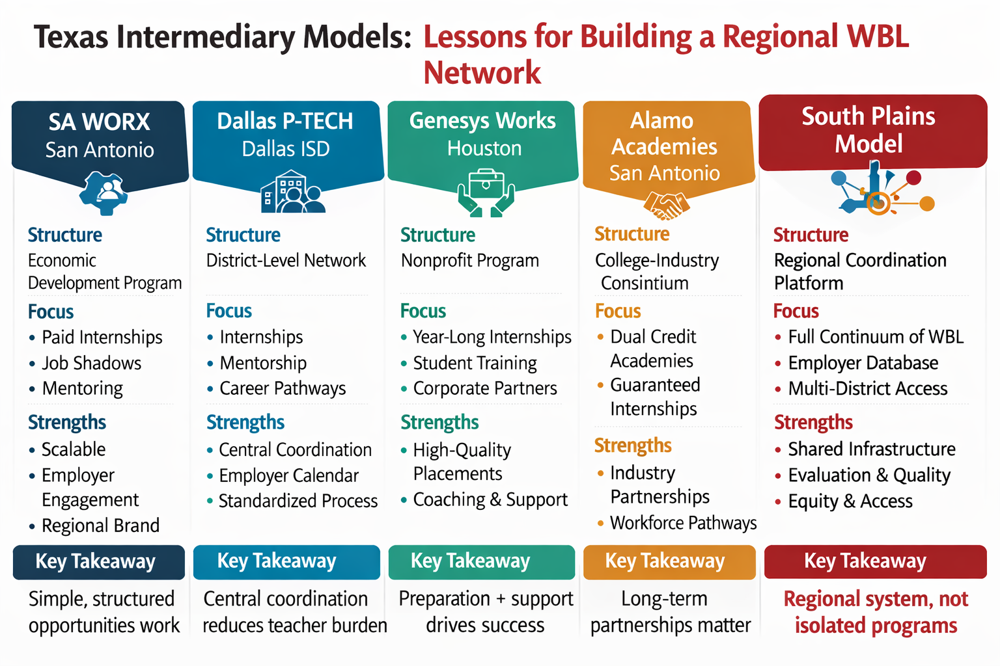 Texas Intermediary Models: Lessons for Building a Regional WBL
Network
SA WORX
San Antonio
Structure
Economic
Development Program
Focus
• Paid Internships
• Job Shadows
• Mentoring
Strengths
• Scalable
• Employer
Engagement
• Regional Brand
Key Takeaway
Simple, structured
opportunities work
Dallas P-TECH
Dallas ISD
Structure
District-Level Network
Focus
• Internships
• Mentorship
• Career Pathways
Strengths
• Central Coordination
• Employer Calendar
• Standardized Process
Key Takeaway
Central coordination
reduces teacher burden
Genesys Works
Houston
Structure
Nonprofit Program
Focus
• Year-Long Internships
• Student Training
• Corporate Partners
Strengths
• High-Quality
Placements
• Coaching & Support
Key Takeaway
Preparation + support
drives success
Alamo
Academies
San Antonio
Structure
College-Industry
Consintium
Focus
• Dual Credit
Academies
• Guaranteed
Internships
Strengths
• Industry
Partnerships
• Workforce Pathways
Key Takeaway
Long-term
partnerships matter
South Plains
Model
Structure
Regional Coordination
Platform
Focus
• Full Continuum of WBL
• Employer Database
• Multi-District Access
Strengths
• Shared Infrastructure
• Evaluation & Quality
• Equity & Access
Key Takeaway
Regional system, not
isolated programs